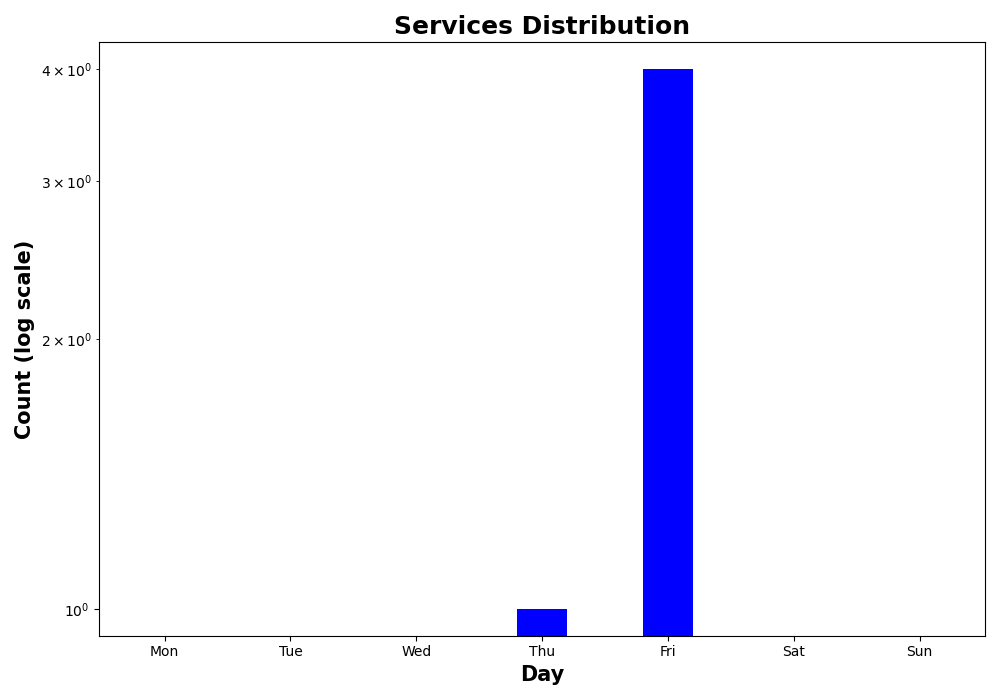 Services Distribution
Count (log scale)
4 × 10⁰
3 × 10⁰
2 × 10⁰
10⁰
Mon Tue Wed Thu Fri Sat Sun
Day